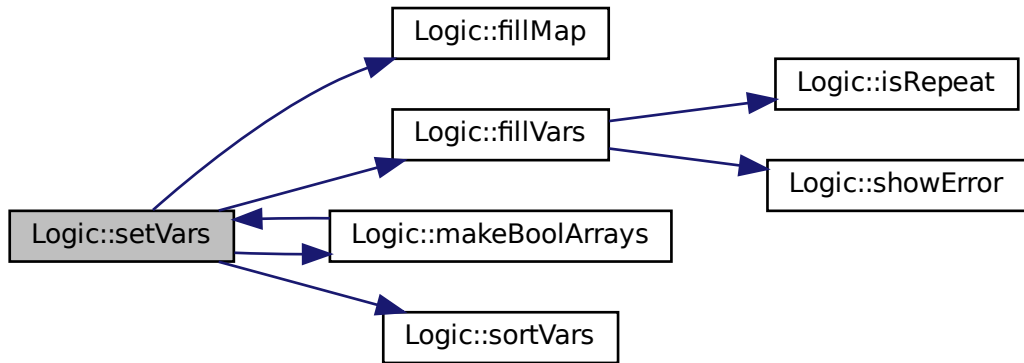 Logic::fillMap
Logic::isRepeat
Logic::fillVars
Logic::showError
Logic::setVars
Logic::makeBoolArrays
Logic::sortVars